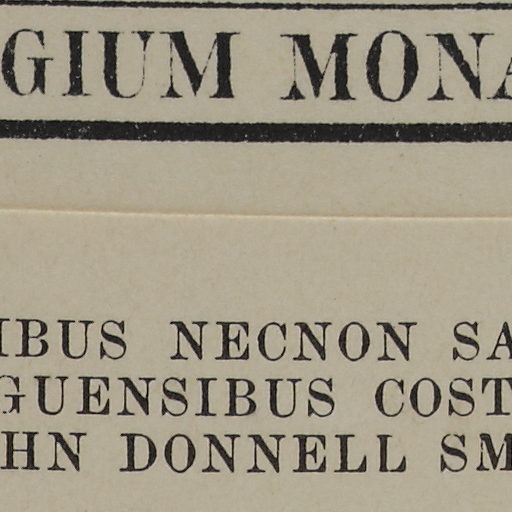 GIUM MONA
IBUS NECNON SA
GUENSIBUS COST
HN DONNELL SM